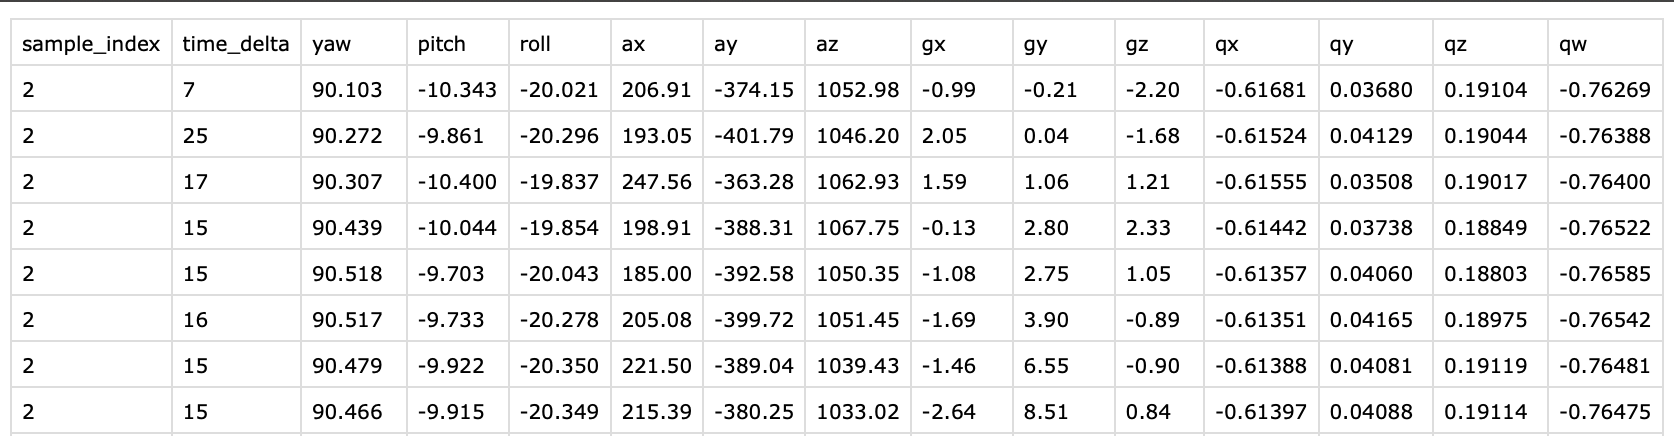 sample_index time_delta yaw pitch roll ax ay az gx gy gz qx qy qz qw
2 7 90.103 -10.343 -20.021 206.91 -374.15 1052.98 -0.99 -0.21 -2.20 -0.61681 0.03680 0.19104 -0.76269
2 25 90.272 -9.861 -20.296 193.05 -401.79 1046.20 2.05 0.04 -1.68 -0.61524 0.04129 0.19044 -0.76388
2 17 90.307 -10.400 -19.837 247.56 -363.28 1062.93 1.59 1.06 1.21 -0.61555 0.03508 0.19017 -0.76400
2 15 90.439 -10.044 -19.854 198.91 -388.31 1067.75 -0.13 2.80 2.33 -0.61442 0.03738 0.18849 -0.76522
2 15 90.518 -9.703 -20.043 185.00 -392.58 1050.35 -1.08 2.75 1.05 -0.61357 0.04060 0.18803 -0.76585
2 16 90.517 -9.733 -20.278 205.08 -399.72 1051.45 -1.69 3.90 -0.89 -0.61351 0.04165 0.18975 -0.76542
2 15 90.479 -9.922 -20.350 221.50 -389.04 1039.43 -1.46 6.55 -0.90 -0.61388 0.04081 0.19119 -0.76481
2 15 90.466 -9.915 -20.349 215.39 -380.25 1033.02 -2.64 8.51 0.84 -0.61397 0.04088 0.19114 -0.76475